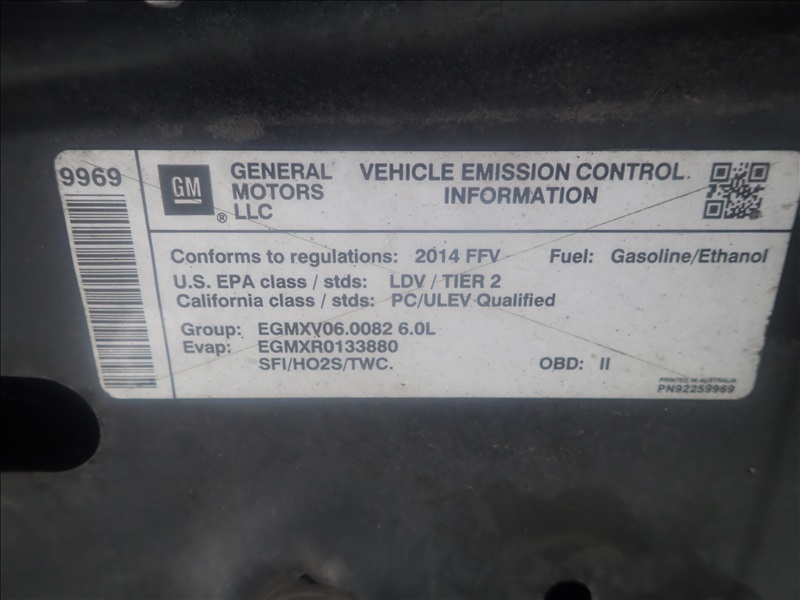 9969
GM ®
GENERAL
MOTORS
LLC
VEHICLE EMISSION CONTROL
INFORMATION
Conforms to regulations: 2014 FFV Fuel: Gasoline/Ethanol
U.S. EPA class / stds: LDV / TIER 2
California class / stds: PC/ULEV Qualified
Group: EGMXV06.0082 6.0L
Evap: EGMXR0133880
SFI/HO2S/TWC. OBD: II
PRINTED IN AUSTRALIA
PN92259969